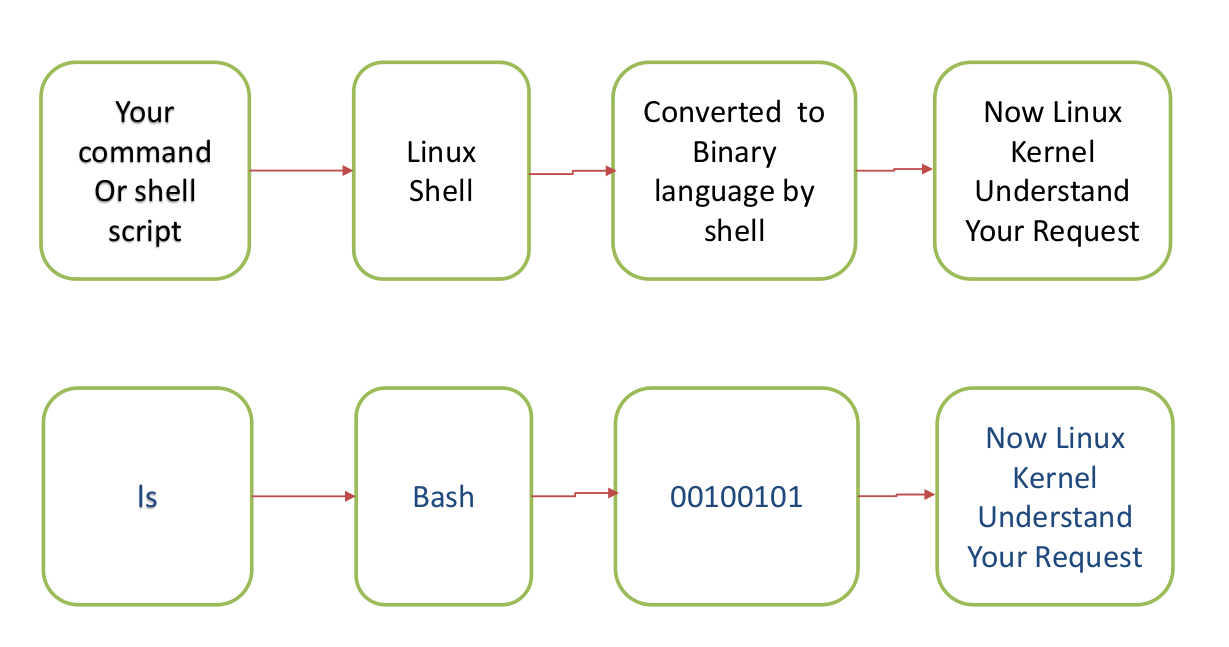 Your
command
Or shell
script
Linux
Shell
Converted to
Binary
language by
shell
Now Linux
Kernel
Understand
Your Request
ls
Bash
00100101
Now Linux
Kernel
Understand
Your Request